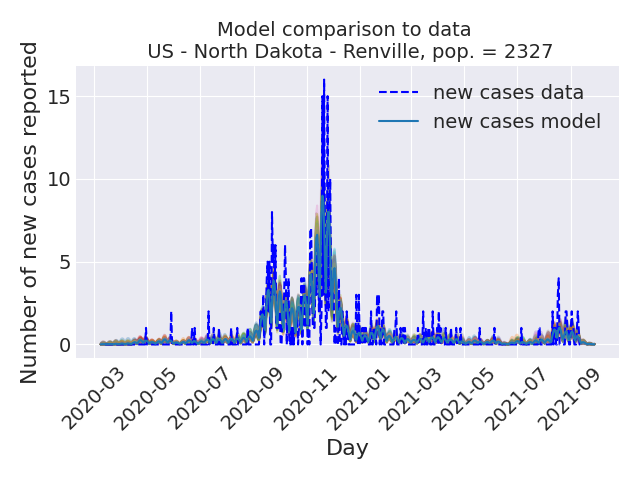 Model comparison to data
US - North Dakota - Renville, pop. = 2327
Number of new cases reported
15
10
5
0
new cases data
new cases model
2020-03
2020-05
2020-07
2020-09
2020-11
2021-01
2021-03
2021-05
2021-07
2021-09
Day